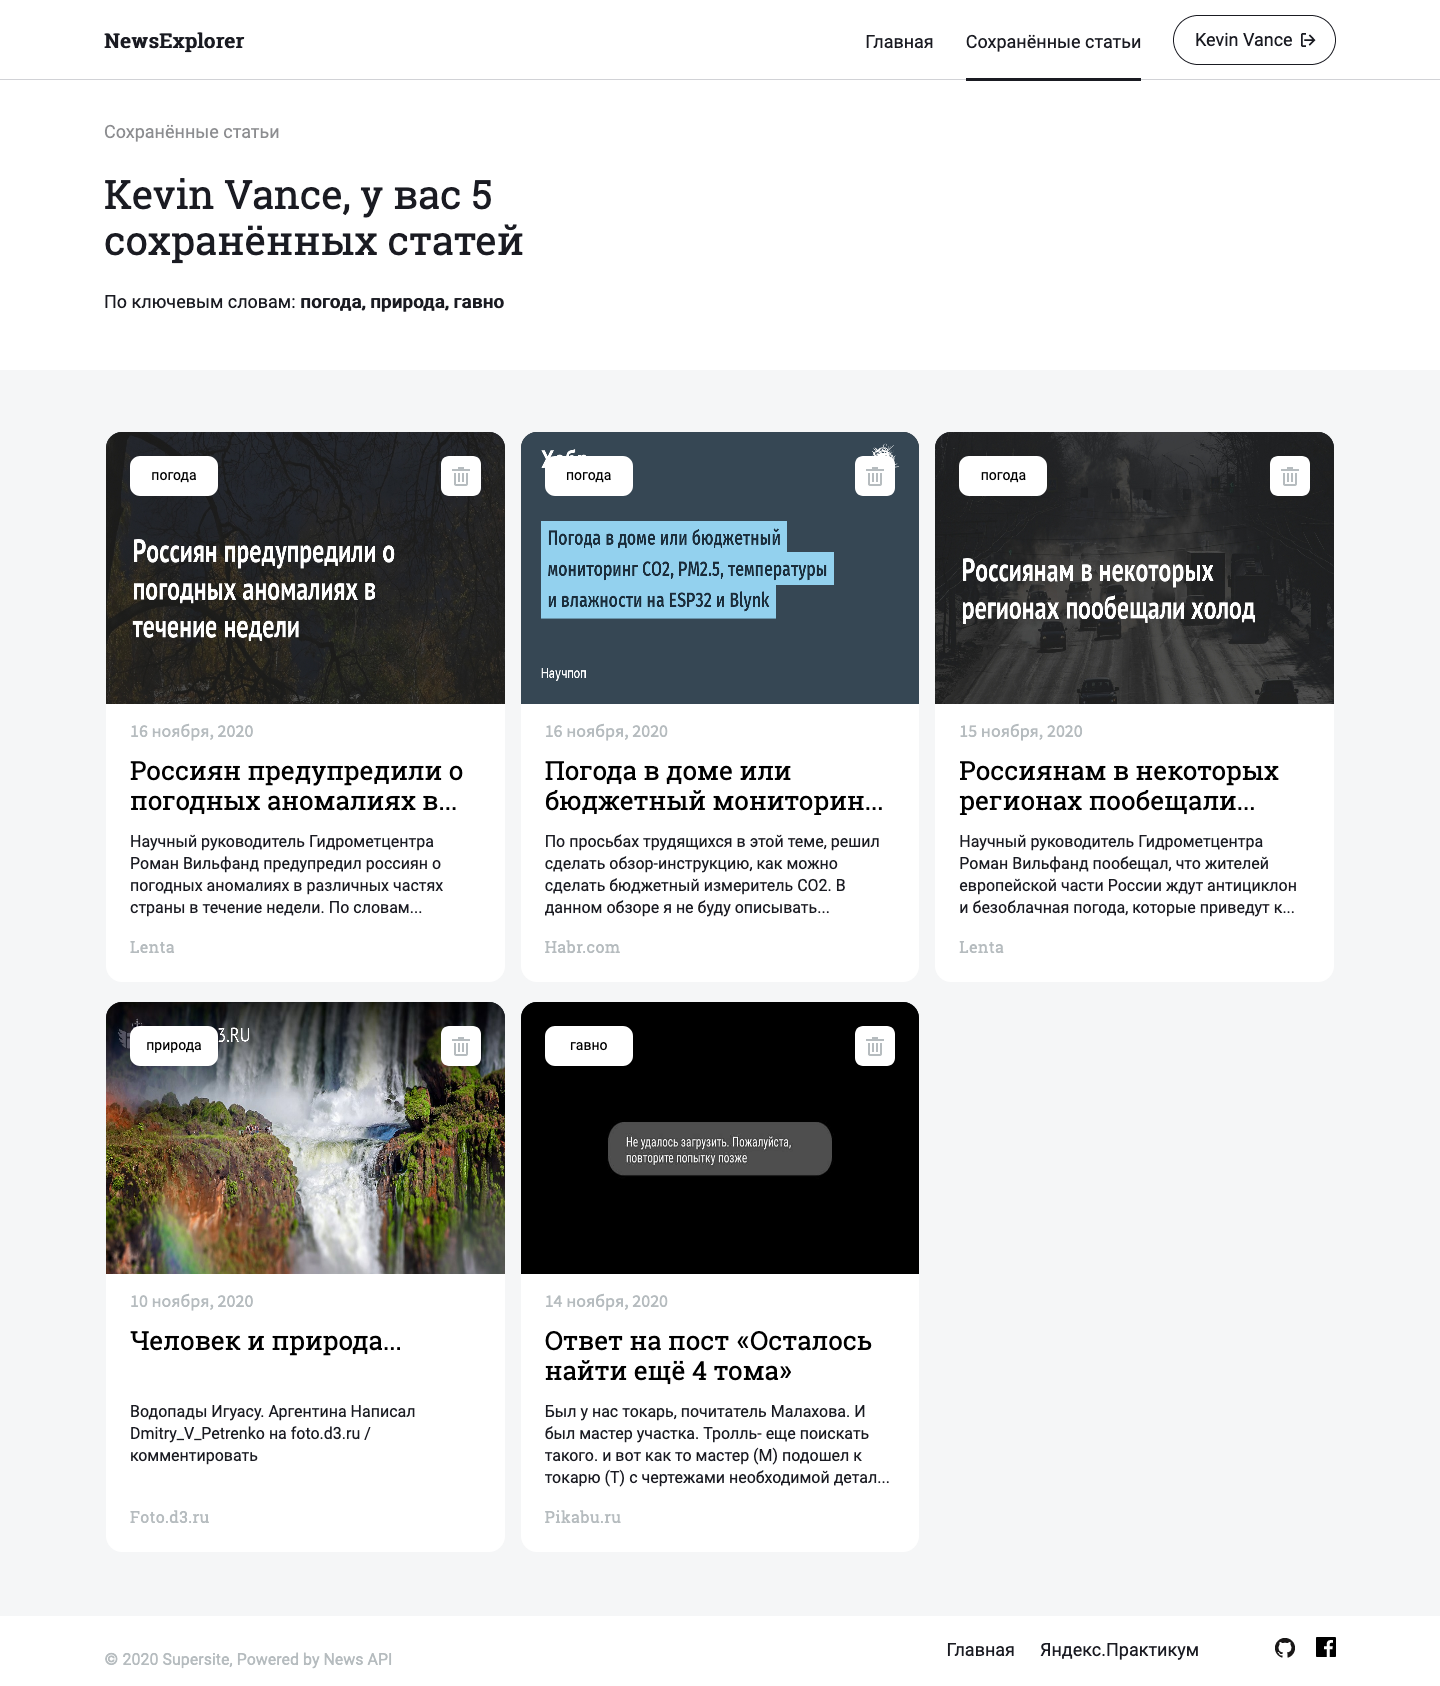 NewsExplorer
Главная
Сохранённые статьи
Kevin Vance
Сохранённые статьи
Kevin Vance, у вас 5
сохранённых статей
По ключевым словам: погода, природа, гавно
погода
Россиян предупредили о
погодных аномалиях в
течение недели
16 ноября, 2020
Россиян предупредили о
погодных аномалиях в...
Научный руководитель Гидрометцентра
Роман Вильфанд предупредил россиян о
погодных аномалиях в различных частях
страны в течение недели. По словам...
Lenta
погода
Погода в доме или бюджетный
мониторинг CO2, PM2.5, температуры
и влажности на ESP32 и Blynk
Научпоп
16 ноября, 2020
Погода в доме или
бюджетный мониторин...
По просьбах трудящихся в этой теме, решил
сделать обзор-инструкцию, как можно
сделать бюджетный измеритель CO2. В
данном обзоре я не буду описывать...
Habr.com
погода
Россиянам в некоторых
регионах пообещали холод
15 ноября, 2020
Россиянам в некоторых
регионах пообещали...
Научный руководитель Гидрометцентра
Роман Вильфанд пообещал, что жителей
европейской части России ждут антициклон
и безоблачная погода, которые приведут к...
Lenta
природа
3.RU
10 ноября, 2020
Человек и природа...
Водопады Игуасу. Аргентина Написал
Dmitry_V_Petrenko на foto.d3.ru /
комментировать
Foto.d3.ru
гавно
Не удалось загрузить. Пожалуйста,
повторите попытку позже
14 ноября, 2020
Ответ на пост «Осталось
найти ещё 4 тома»
Был у нас токарь, почитатель Малахова. И
был мастер участка. Тролль- еще поискать
такого. и вот как то мастер (М) подошел к
токарю (Т) с чертежами необходимой детал...
Pikabu.ru
© 2020 Supersite, Powered by News API
Главная
Яндекс.Практикум